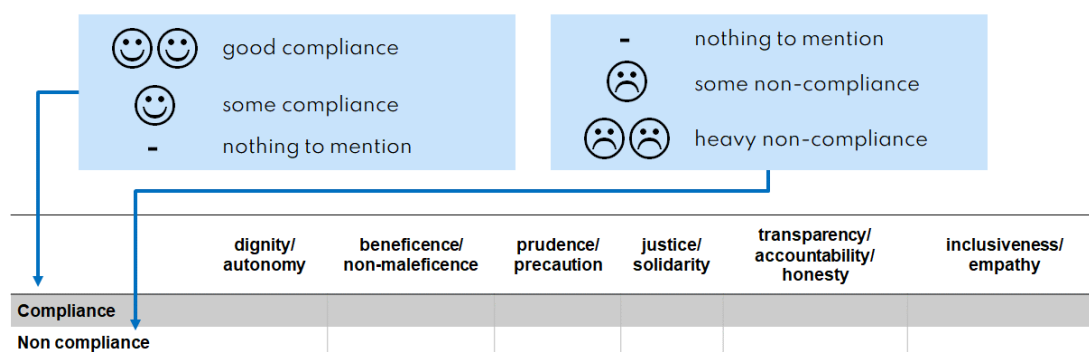 good compliance
some compliance
- nothing to mention
- nothing to mention
some non-compliance
heavy non-compliance
dignity/
autonomy
beneficence/
non-maleficence
prudence/
precaution
justice/
solidarity
transparency/
accountability/
honesty
inclusiveness/
empathy
Compliance
Non compliance